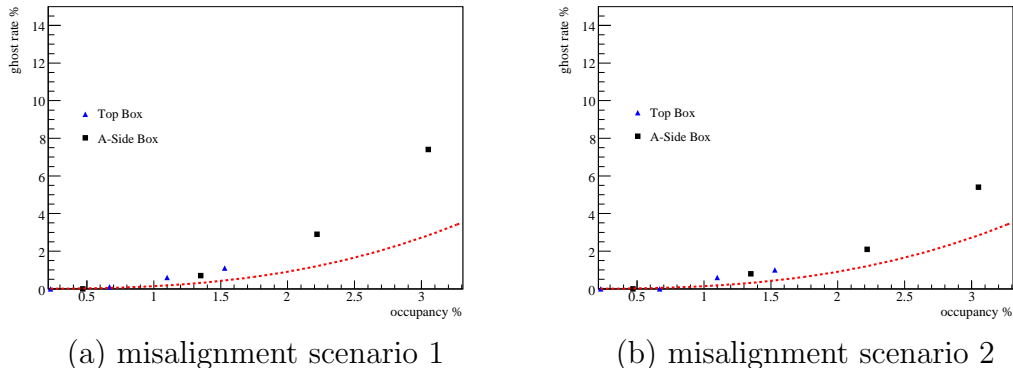 ghost rate %
14
12
10
8
6
4
2
0
Top Box
A-Side Box
0.5
1
1.5
2
2.5
3
occupancy %
(a) misalignment scenario 1
ghost rate %
14
12
10
8
6
4
2
0
Top Box
A-Side Box
0.5
1
1.5
2
2.5
3
occupancy %
(b) misalignment scenario 2